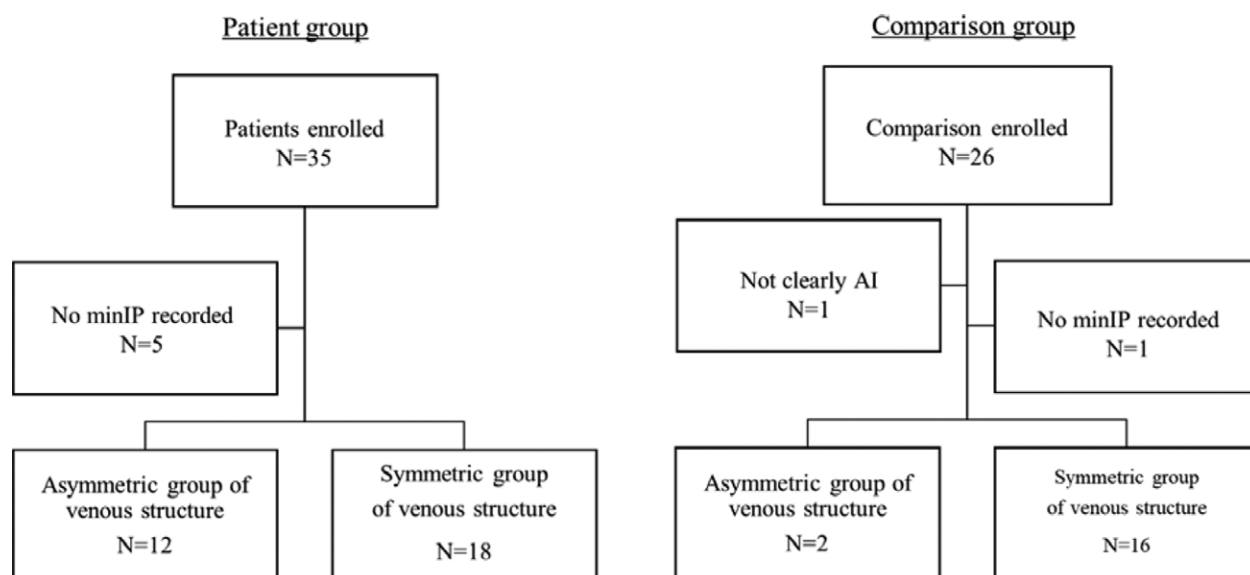 Patient group
Patients enrolled
N=35
No minIP recorded
N=5
Asymmetric group of
venous structure
N=12
Symmetric group
of venous structure
N=18
Comparison group
Comparison enrolled
N=26
Not clearly AI
N=1
No minIP recorded
N=1
Asymmetric group of
venous structure
N=2
Symmetric group
of venous structure
N=16